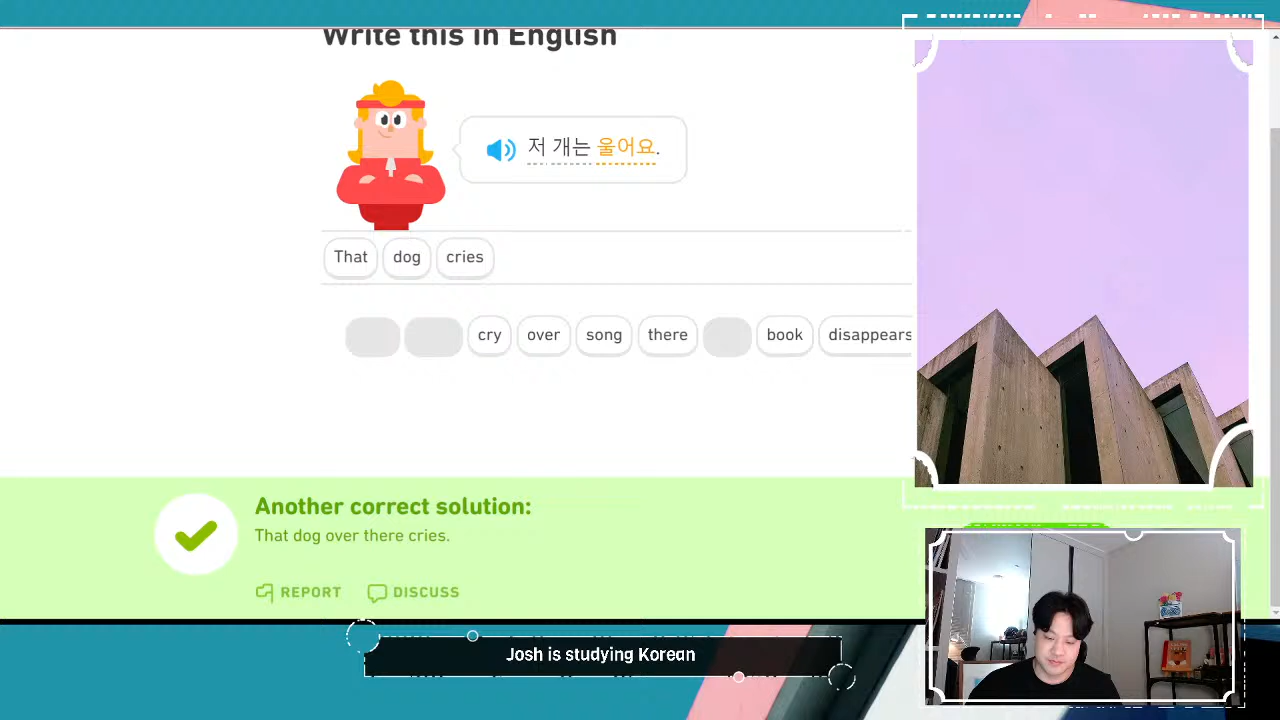 Write this in English
저 개는 울어요.
That dog cries
cry over song there book disappears
Another correct solution:
That dog over there cries.
REPORT DISCUSS
Josh is studying Korean